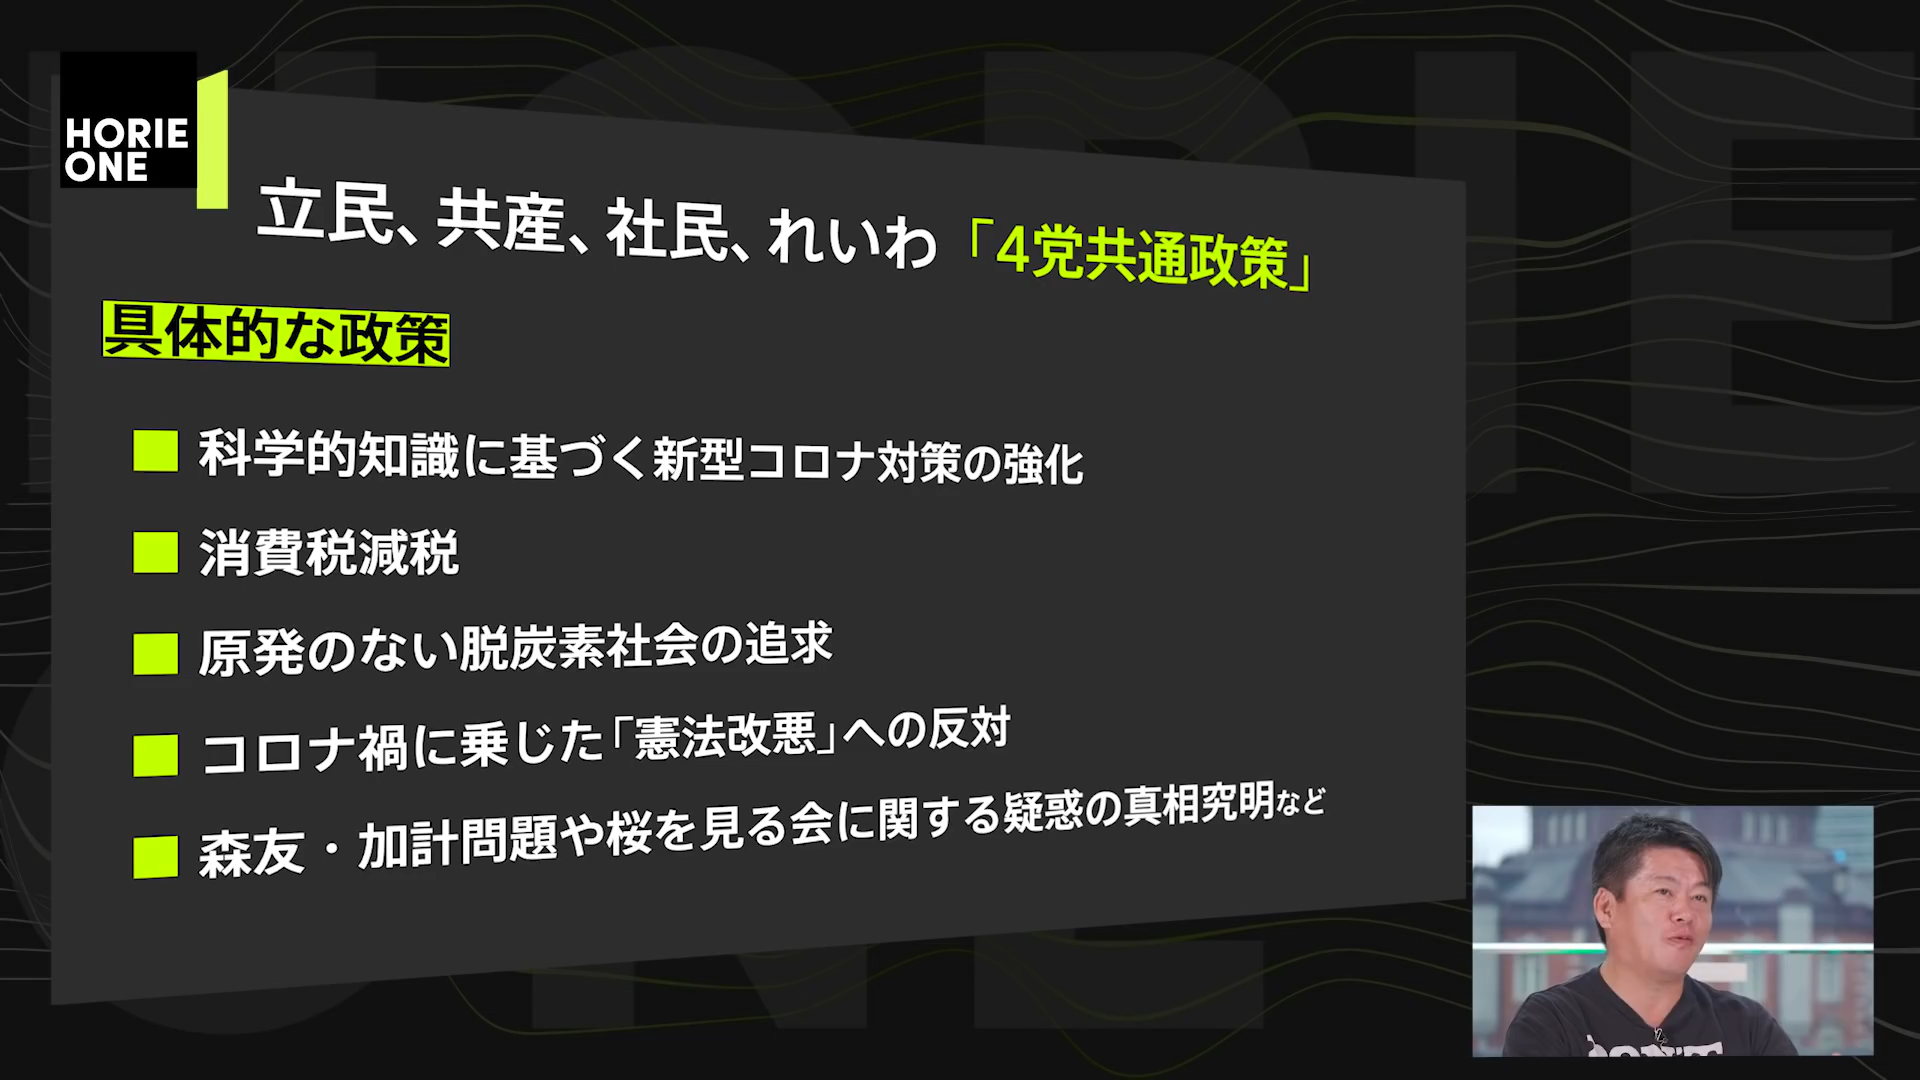 HORIE
ONE
立民、共産、社民、れいわ「4党共通政策」
具体的な政策
科学的知識に基づく新型コロナ対策の強化
消費税減税
原発のない脱炭素社会の追求
コロナ禍に乗じた「憲法改悪」への反対
森友・加計問題や桜を見る会に関する疑惑の真相究明など